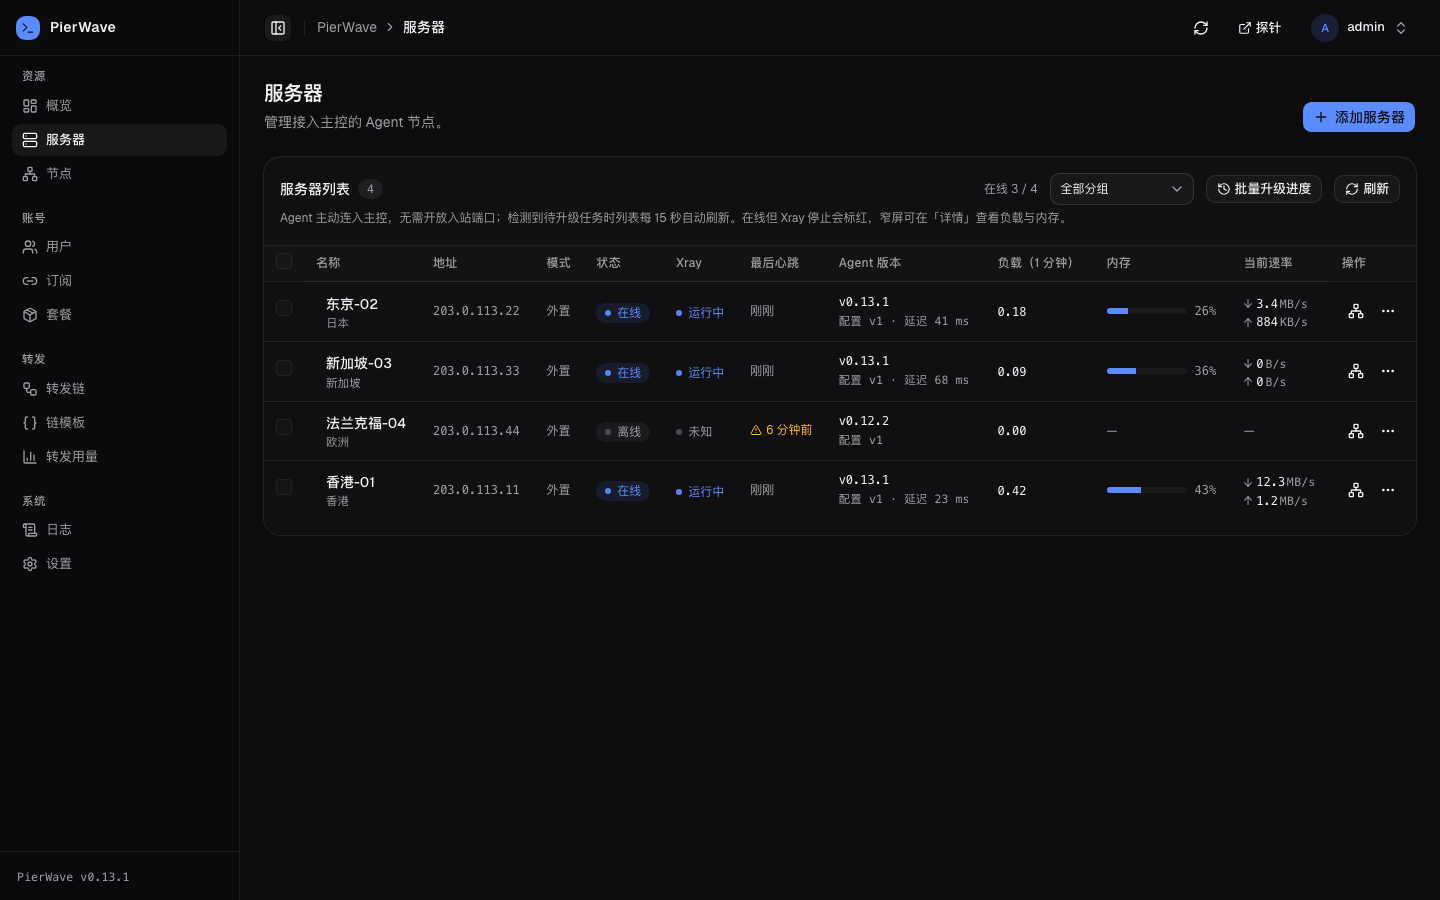 PierWave
PierWave > 服务器
探针
A
admin
资源
概览
服务器
节点
账号
用户
订阅
套餐
转发
转发链
链模板
转发用量
系统
日志
设置
PierWave v0.13.1
服务器
管理接入主控的 Agent 节点。
添加服务器
服务器列表 4
在线 3 / 4
全部分组
批量升级进度
刷新
Agent 主动连入主控，无需开放入站端口；检测到待升级任务时列表每 15 秒自动刷新。在线但 Xray 停止会标红，窄屏可在「详情」查看负载与内存。
名称 地址 模式 状态 Xray 最后心跳 Agent 版本 负载（1 分钟） 内存 当前速率 操作
东京-02
日本
203.0.113.22 外置 在线 运行中 刚刚
v0.13.1
配置 v1 · 延迟 41 ms
0.18 26%
↓ 3.4 MB/s
↑ 884 KB/s
新加坡-03
新加坡
203.0.113.33 外置 在线 运行中 刚刚
v0.13.1
配置 v1 · 延迟 68 ms
0.09 36%
↓ 0 B/s
↑ 0 B/s
法兰克福-04
欧洲
203.0.113.44 外置 离线 未知 6 分钟前
v0.12.2
配置 v1
0.00 — —
香港-01
香港
203.0.113.11 外置 在线 运行中 刚刚
v0.13.1
配置 v1 · 延迟 23 ms
0.42 43%
↓ 12.3 MB/s
↑ 1.2 MB/s